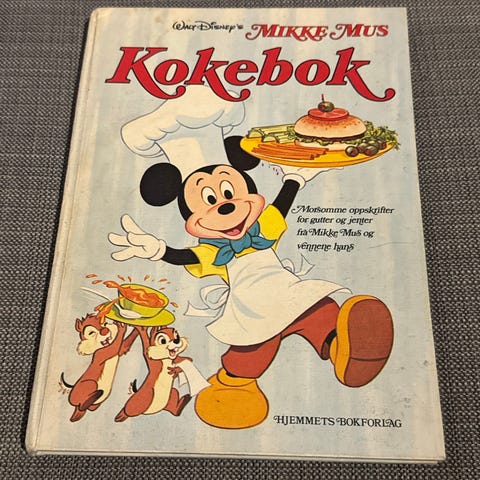 Walt Disney's MIKKE MUS
Kokebok
Morsomme oppskrifter
for gutter og jenter
fra Mikke Mus og
vennene hans
HJEMMETS BOKFORLAG